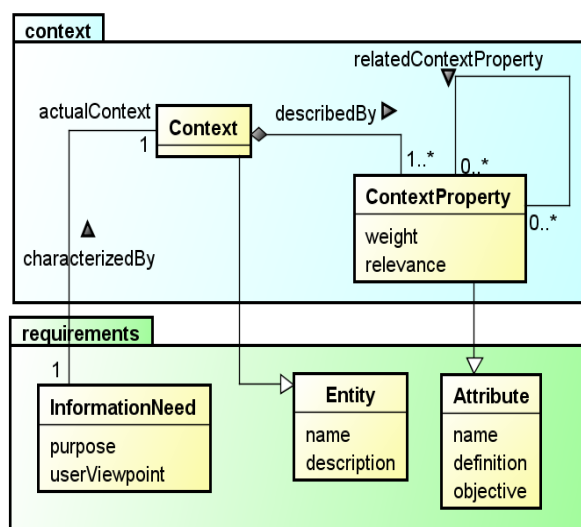 context
relatedContextProperty
actualContext
describedBy
Context
1
1..*
0..*
ContextProperty
0..*
weight
relevance
characterizedBy
requirements
1
InformationNeed
purpose
userViewpoint
Entity
name
description
Attribute
name
definition
objective